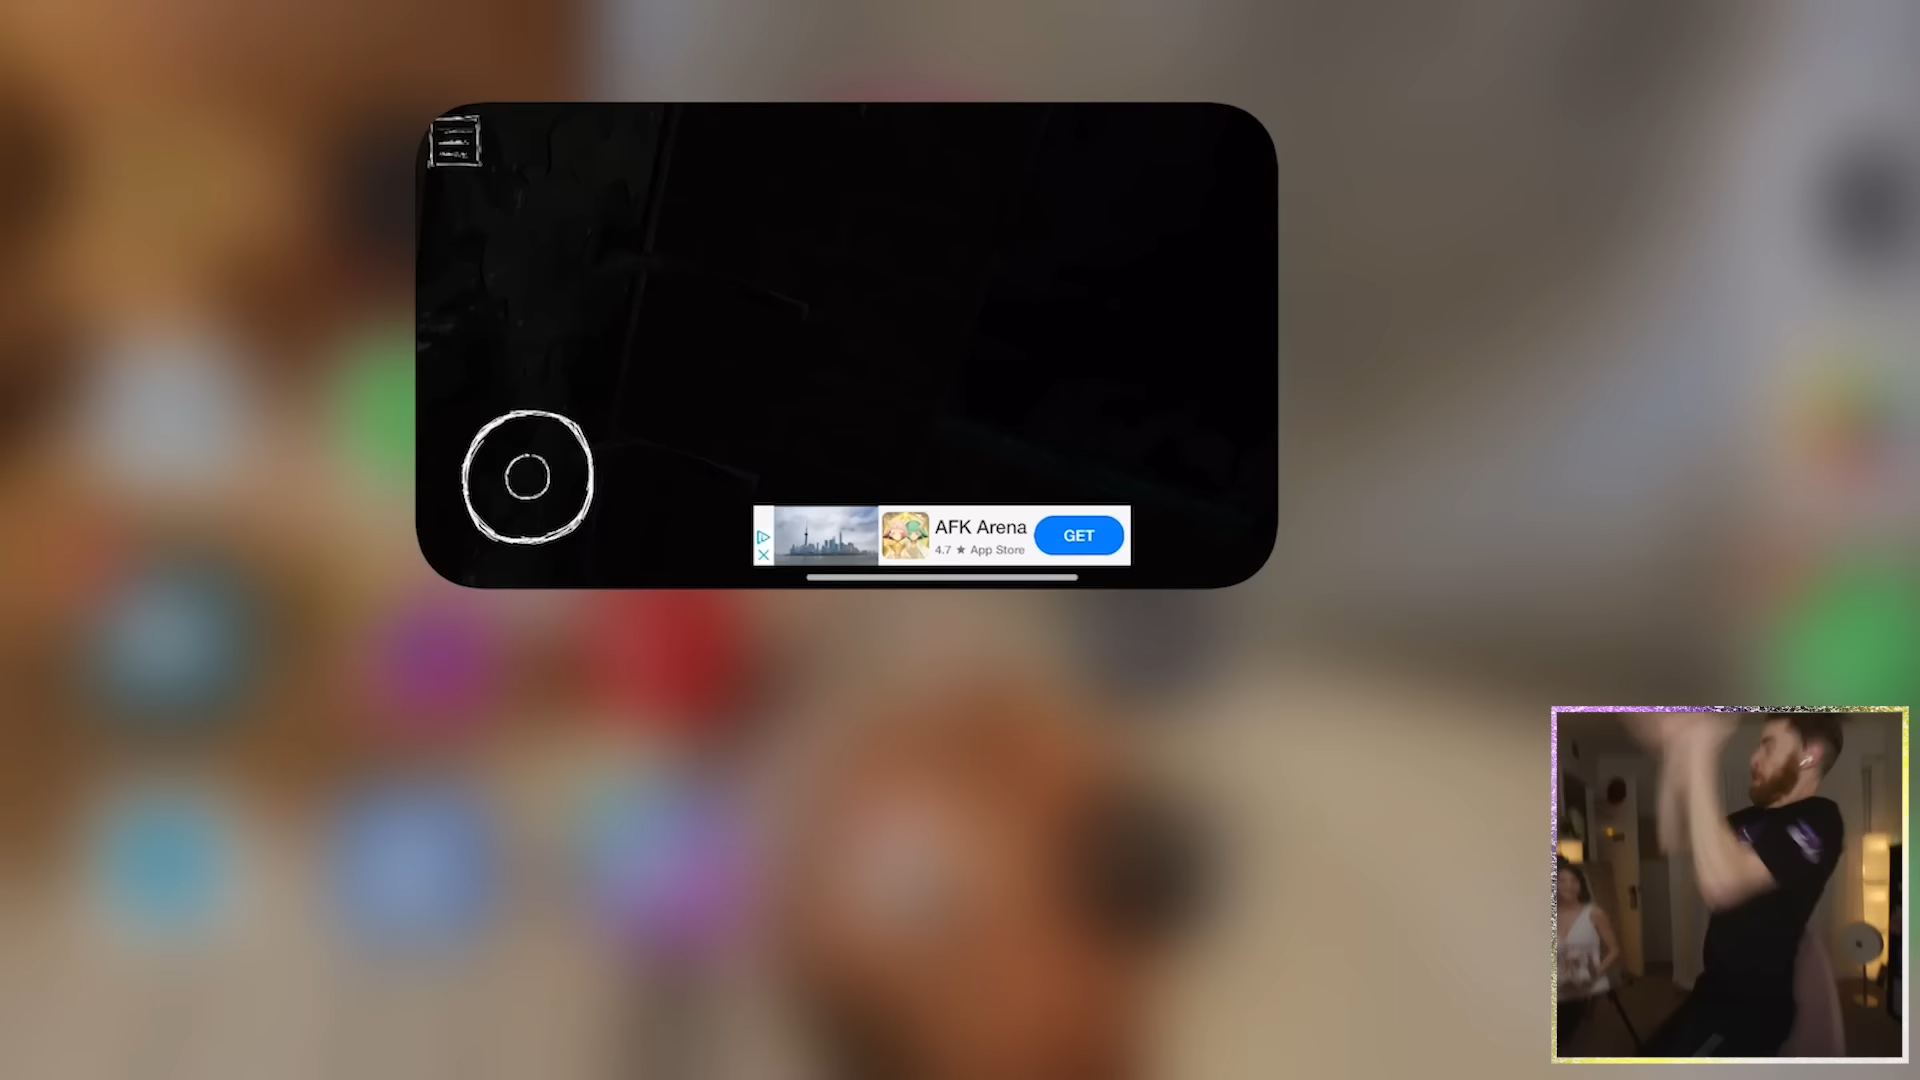 AFK Arena
4.7 ★ App Store
GET